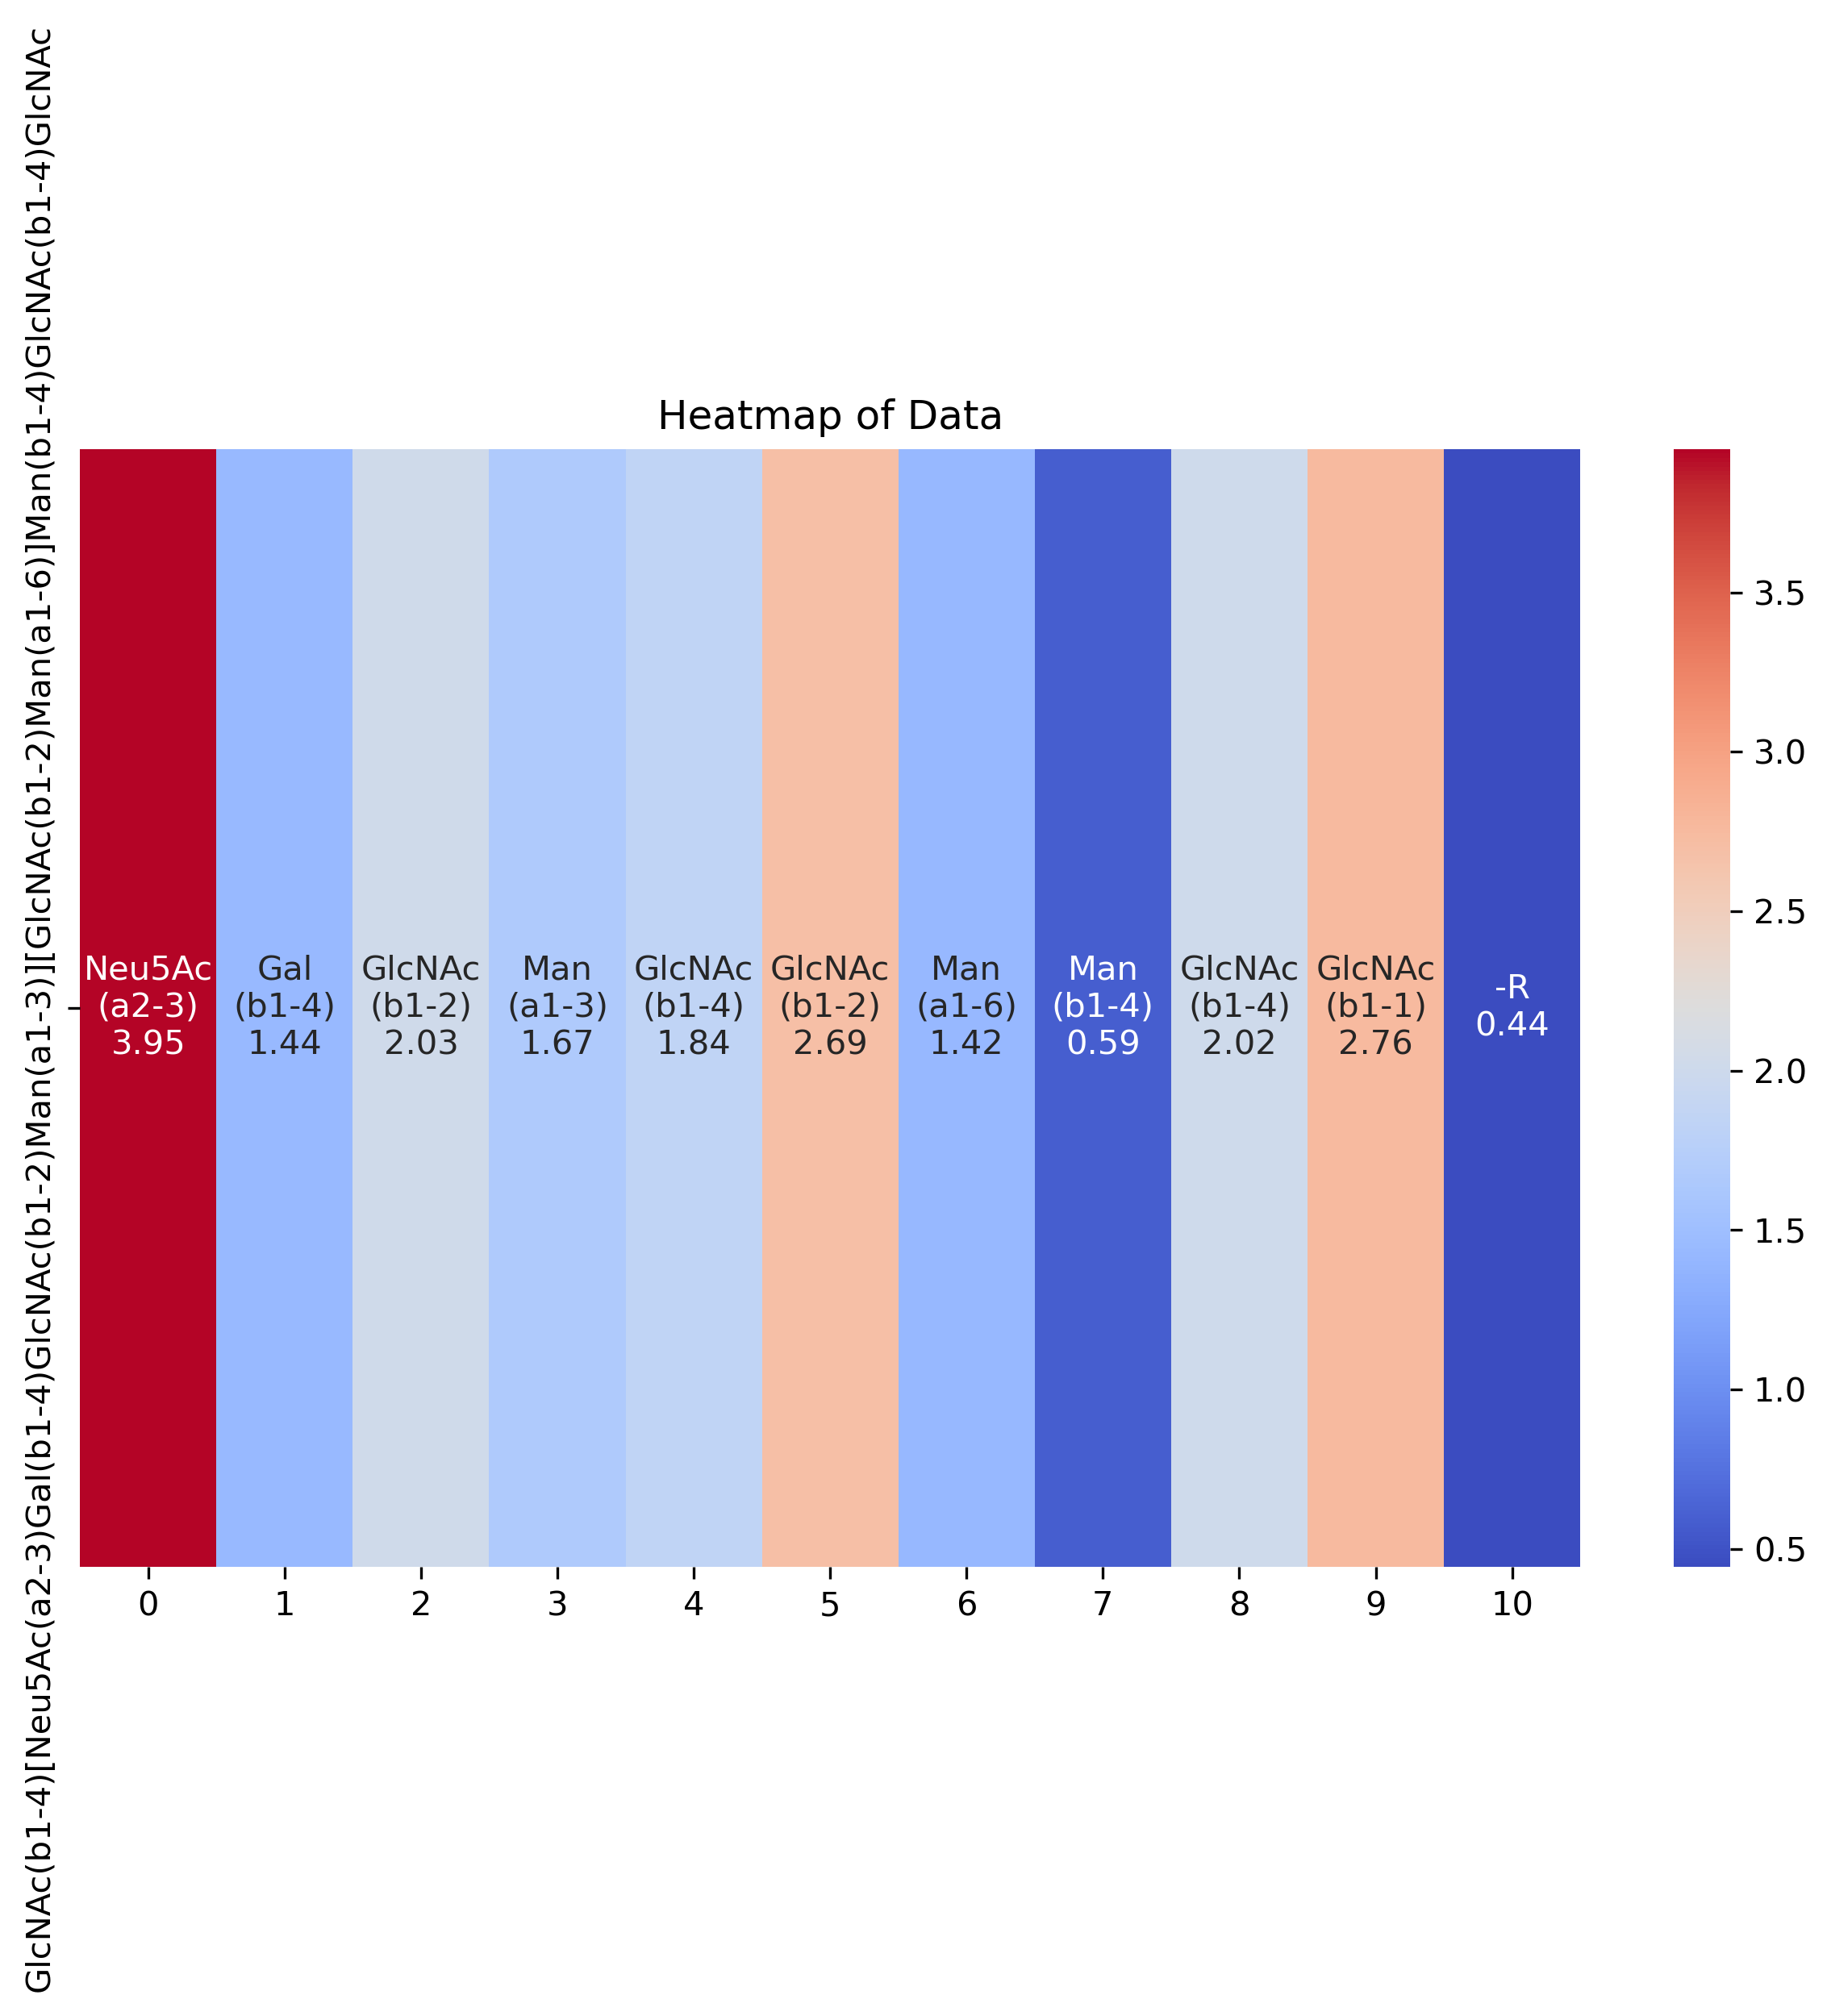 Heatmap of Data
GlcNAc(b1-4)[Neu5Ac(a2-3)Gal(b1-4)GlcNAc(b1-2)Man(a1-3)][GlcNAc(b1-2)Man(a1-6)]Man(b1-4)GlcNAc(b1-4)GlcNAc
Neu5Ac
(a2-3)
3.95
Gal
(b1-4)
1.44
GlcNAc
(b1-2)
2.03
Man
(a1-3)
1.67
GlcNAc
(b1-4)
1.84
GlcNAc
(b1-2)
2.69
Man
(a1-6)
1.42
Man
(b1-4)
0.59
GlcNAc
(b1-4)
2.02
GlcNAc
(b1-1)
2.76
-R
0.44
0 1 2 3 4 5 6 7 8 9 10
3.5
3.0
2.5
2.0
1.5
1.0
0.5